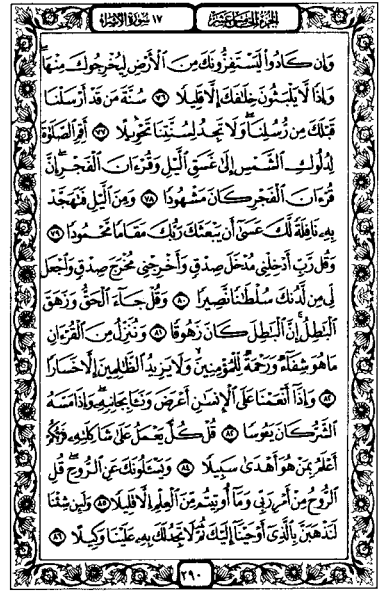 الجزء الخامس عشر
١٧ سورة الإسراء
وَإِن كَادُواْ لَيَسْتَفِزُّونَكَ مِنَ ٱلْأَرْضِ لِيُخْرِجُوكَ مِنْهَاۖ
وَإِذًا لَّا يَلْبَثُونَ خِلَٰفَكَ إِلَّا قَلِيلًا ٧٦ سُنَّةَ مَن قَدْ أَرْسَلْنَا
قَبْلَكَ مِن رُّسُلِنَاۖ وَلَا تَجِدُ لِسُنَّتِنَا تَحْوِيلًا ٧٧ أَقِمِ ٱلصَّلَوٰةَ
لِدُلُوكِ ٱلشَّمْسِ إِلَىٰ غَسَقِ ٱلَّيْلِ وَقُرْءَانَ ٱلْفَجْرِۖ إِنَّ
قُرْءَانَ ٱلْفَجْرِ كَانَ مَشْهُودًا ٧٨ وَمِنَ ٱلَّيْلِ فَتَهَجَّدْ
بِهِۦ نَافِلَةً لَّكَ عَسَىٰٓ أَن يَبْعَثَكَ رَبُّكَ مَقَامًا مَّحْمُودًا ٧٩
وَقُل رَّبِّ أَدْخِلْنِى مُدْخَلَ صِدْقٍ وَأَخْرِجْنِى مُخْرَجَ صِدْقٍ وَٱجْعَل
لِّى مِن لَّدُنكَ سُلْطَٰنًا نَّصِيرًا ٨٠ وَقُلْ جَآءَ ٱلْحَقُّ وَزَهَقَ
ٱلْبَٰطِلُۚ إِنَّ ٱلْبَٰطِلَ كَانَ زَهُوقًا ٨١ وَنُنَزِّلُ مِنَ ٱلْقُرْءَانِ
مَا هُوَ شِفَآءٌ وَرَحْمَةٌ لِّلْمُؤْمِنِينَۙ وَلَا يَزِيدُ ٱلظَّٰلِمِينَ إِلَّا خَسَارًا
٨٢ وَإِذَآ أَنْعَمْنَا عَلَى ٱلْإِنسَٰنِ أَعْرَضَ وَنَـَٔا بِجَانِبِهِۦۖ وَإِذَا مَسَّهُ
ٱلشَّرُّ كَانَ يَـُٔوسًا ٨٣ قُلْ كُلٌّ يَعْمَلُ عَلَىٰ شَاكِلَتِهِۦ فَرَبُّكُمْ
أَعْلَمُ بِمَنْ هُوَ أَهْدَىٰ سَبِيلًا ٨٤ وَيَسْـَٔلُونَكَ عَنِ ٱلرُّوحِۖ قُلِ
ٱلرُّوحُ مِنْ أَمْرِ رَبِّى وَمَآ أُوتِيتُم مِّنَ ٱلْعِلْمِ إِلَّا قَلِيلًا ٨٥ وَلَئِن شِئْنَا
لَنَذْهَبَنَّ بِٱلَّذِىٓ أَوْحَيْنَآ إِلَيْكَ ثُمَّ لَا تَجِدُ لَكَ بِهِۦ عَلَيْنَا وَكِيلًا ٨٦
٢٩٠